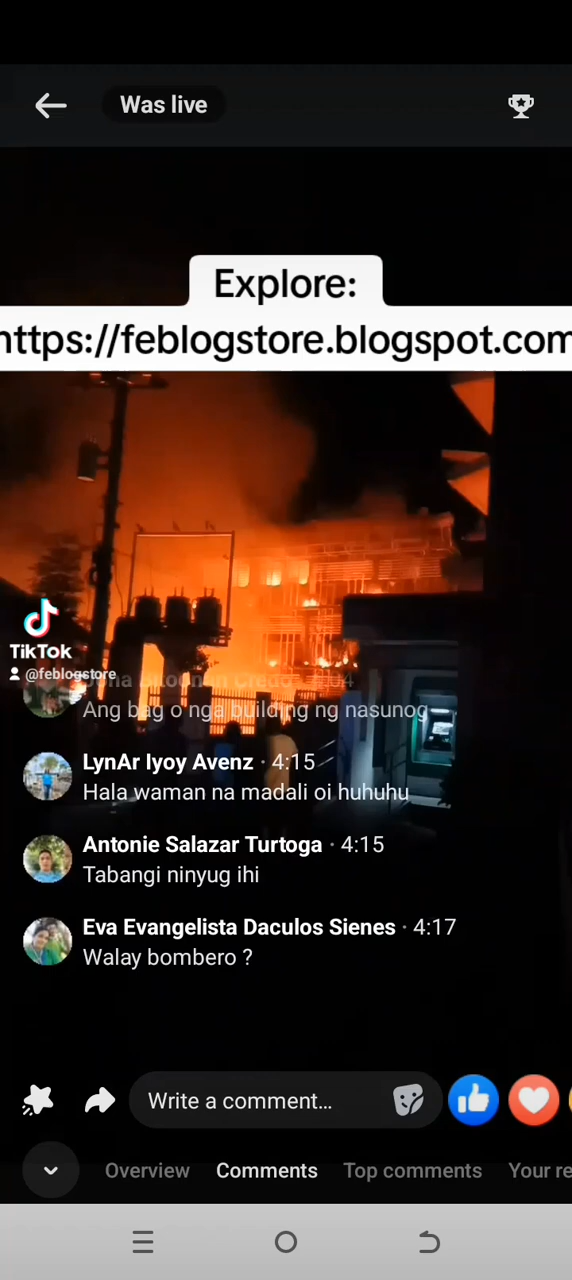 Was live
Explore:
https://feblogstore.blogspot.com
TikTok
@feblogstore
4:04
Ang bag o nga building ng nasunog
LynAr Iyoy Avenz · 4:15
Hala waman na madali oi huhuhu
Antonie Salazar Turtoga · 4:15
Tabangi ninyug ihi
Eva Evangelista Daculos Sienes · 4:17
Walay bombero ?
Write a comment...
Overview Comments Top comments Your re